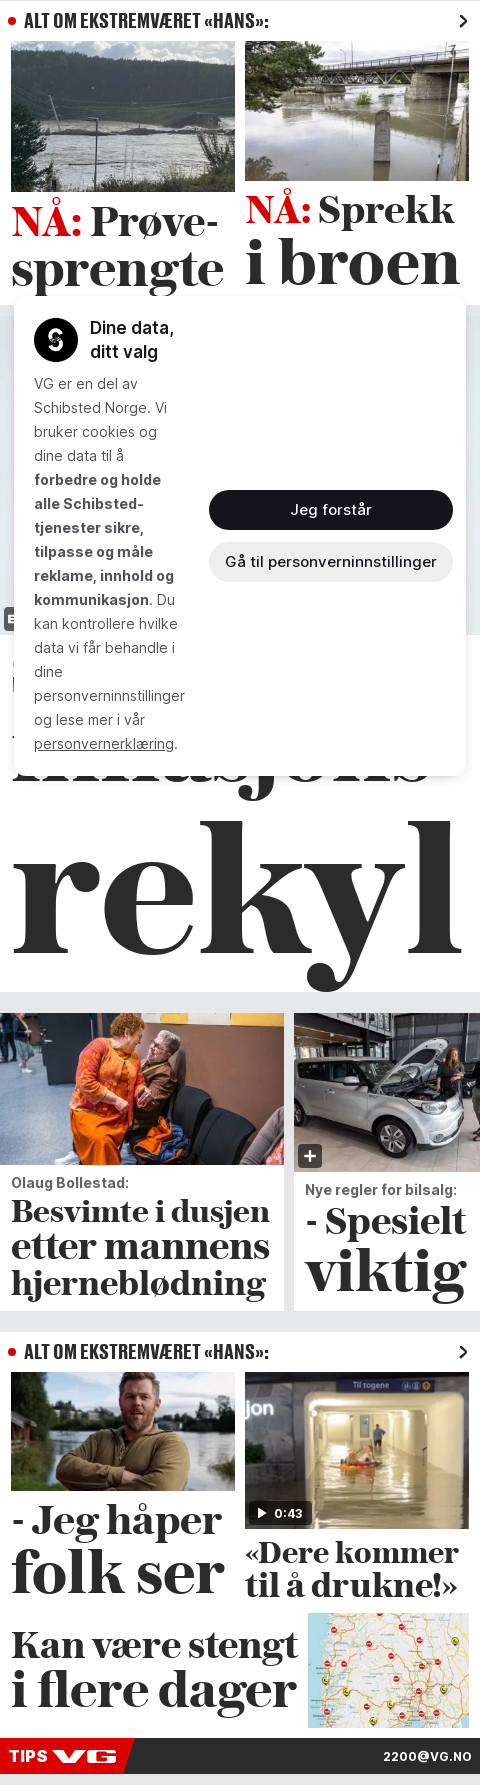 ALT OM EKSTREMVÆRET «HANS»:
NÅ: Prøve-
sprengte
NÅ: Sprekk
i broen
Dine data,
ditt valg
VG er en del av
Schibsted Norge. Vi
bruker cookies og
dine data til å
forbedre og holde
alle Schibsted-
tjenester sikre,
tilpasse og måle
reklame, innhold og
kommunikasjon. Du
kan kontrollere hvilke
data vi får behandle i
dine
personverninnstillinger
og lese mer i vår
personvernerklæring.
Jeg forstår
Gå til personverninnstillinger
rekyl
Olaug Bollestad:
Besvimte i dusjen
etter mannens
hjerneblødning
Nye regler for bilsalg:
- Spesielt
viktig
ALT OM EKSTREMVÆRET «HANS»:
- Jeg håper
folk ser
Til togene
jon
0:43
«Dere kommer
til å drukne!»
Kan være stengt
i flere dager
TIPS VG
2200@VG.NO